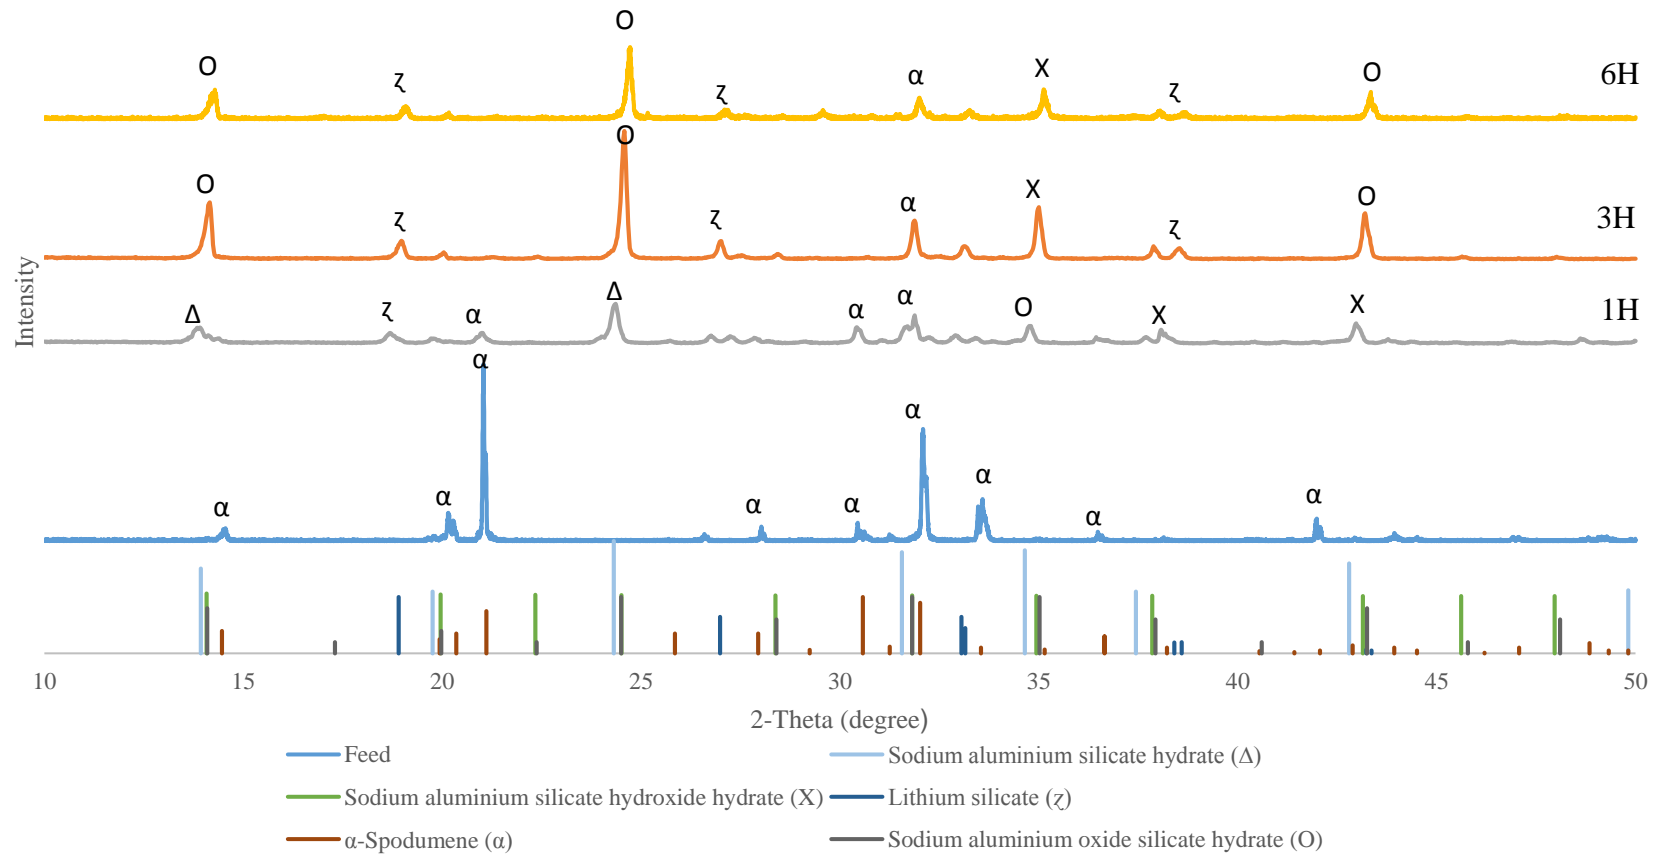 O
O
ζ
ζ
α
X
ζ
O
6H
O
O
ζ
ζ
α
X
ζ
O
3H
Δ
ζ
α
Δ
α
α
O
X
X
1H
Intensity
α
α
α
α
α
α
α
α
α
10 15 20 25 30 35 40 45 50
2-Theta (degree)
Feed
Sodium aluminium silicate hydrate (Δ)
Sodium aluminium silicate hydroxide hydrate (X)
Lithium silicate (ζ)
α-Spodumene (α)
Sodium aluminium oxide silicate hydrate (O)